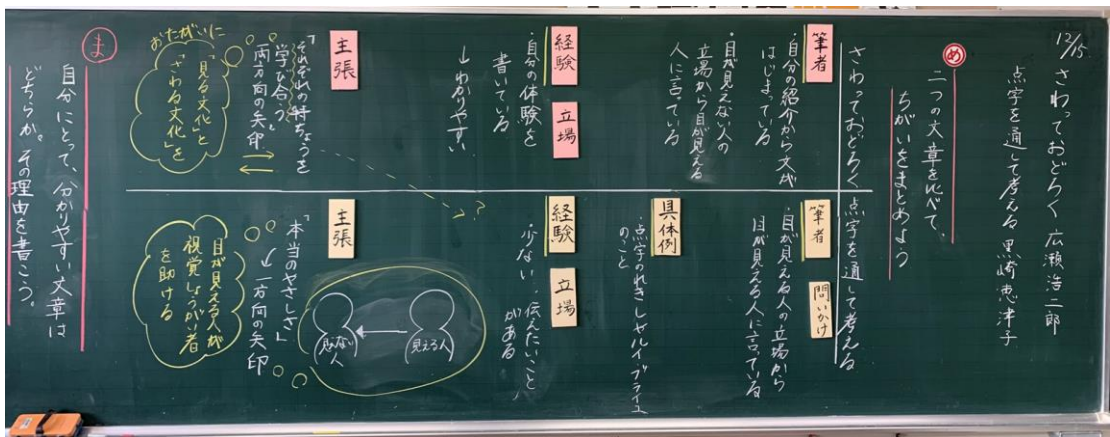 12/15
さわっておどろく 広瀬浩二郎
点字を通して考える 黒崎恵津子
め
二つの文章を比べて、
ちがいをまとめよう
さわっておどろく
筆者
・自分の紹介から文が
はじまっている
・目が見えない人の
立場から目が見える
人に言っている
経験
立場
・自分の体験を
書いている
↓わかりやすい
主張
「それぞれの特ちょうを
学び合う」
両方向の矢印
おたがいに
「見る文化」と
「さわる文化」を
点字を通して考える
筆者
問いかけ
・目が見える人の立場から
目が見える人に言っている
具体例
・点字のれきし ルイ ブライユ
のこと
経験
立場
?
・少ない 伝えたいこと
がある
主張
「本当のやさしさ」
↓一方向の矢印
見える人
見えない
人
目が見える人が
視覚しょうがい者
を助ける
ま
自分にとって、分かりやすい文章は
どちらか。その理由を書こう。